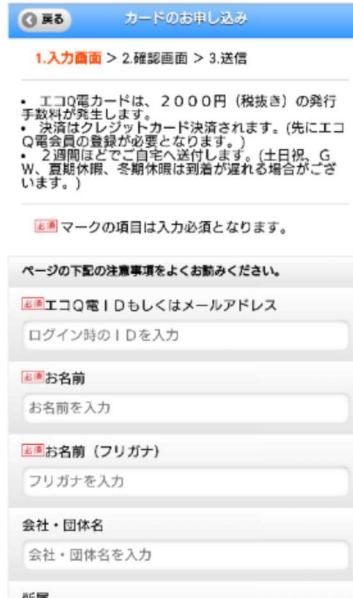 戻る
カードのお申し込み
1.入力画面 > 2.確認画面 > 3.送信
• エコQ電カードは、2000円（税抜き）の発行
手数料が発生します。
• 決済はクレジットカード決済されます。(先にエコ
Q電会員の登録が必要となります。)
• 2週間ほどでご自宅へ送付します。(土日祝、G
W、夏期休暇、冬期休暇は到着が遅れる場合がござ
います。)
必須 マークの項目は入力必須となります。
ページの下記の注意事項をよくお読みください。
必須エコQ電IDもしくはメールアドレス
ログイン時のIDを入力
必須お名前
お名前を入力
必須お名前（フリガナ）
フリガナを入力
会社・団体名
会社・団体名を入力
所属